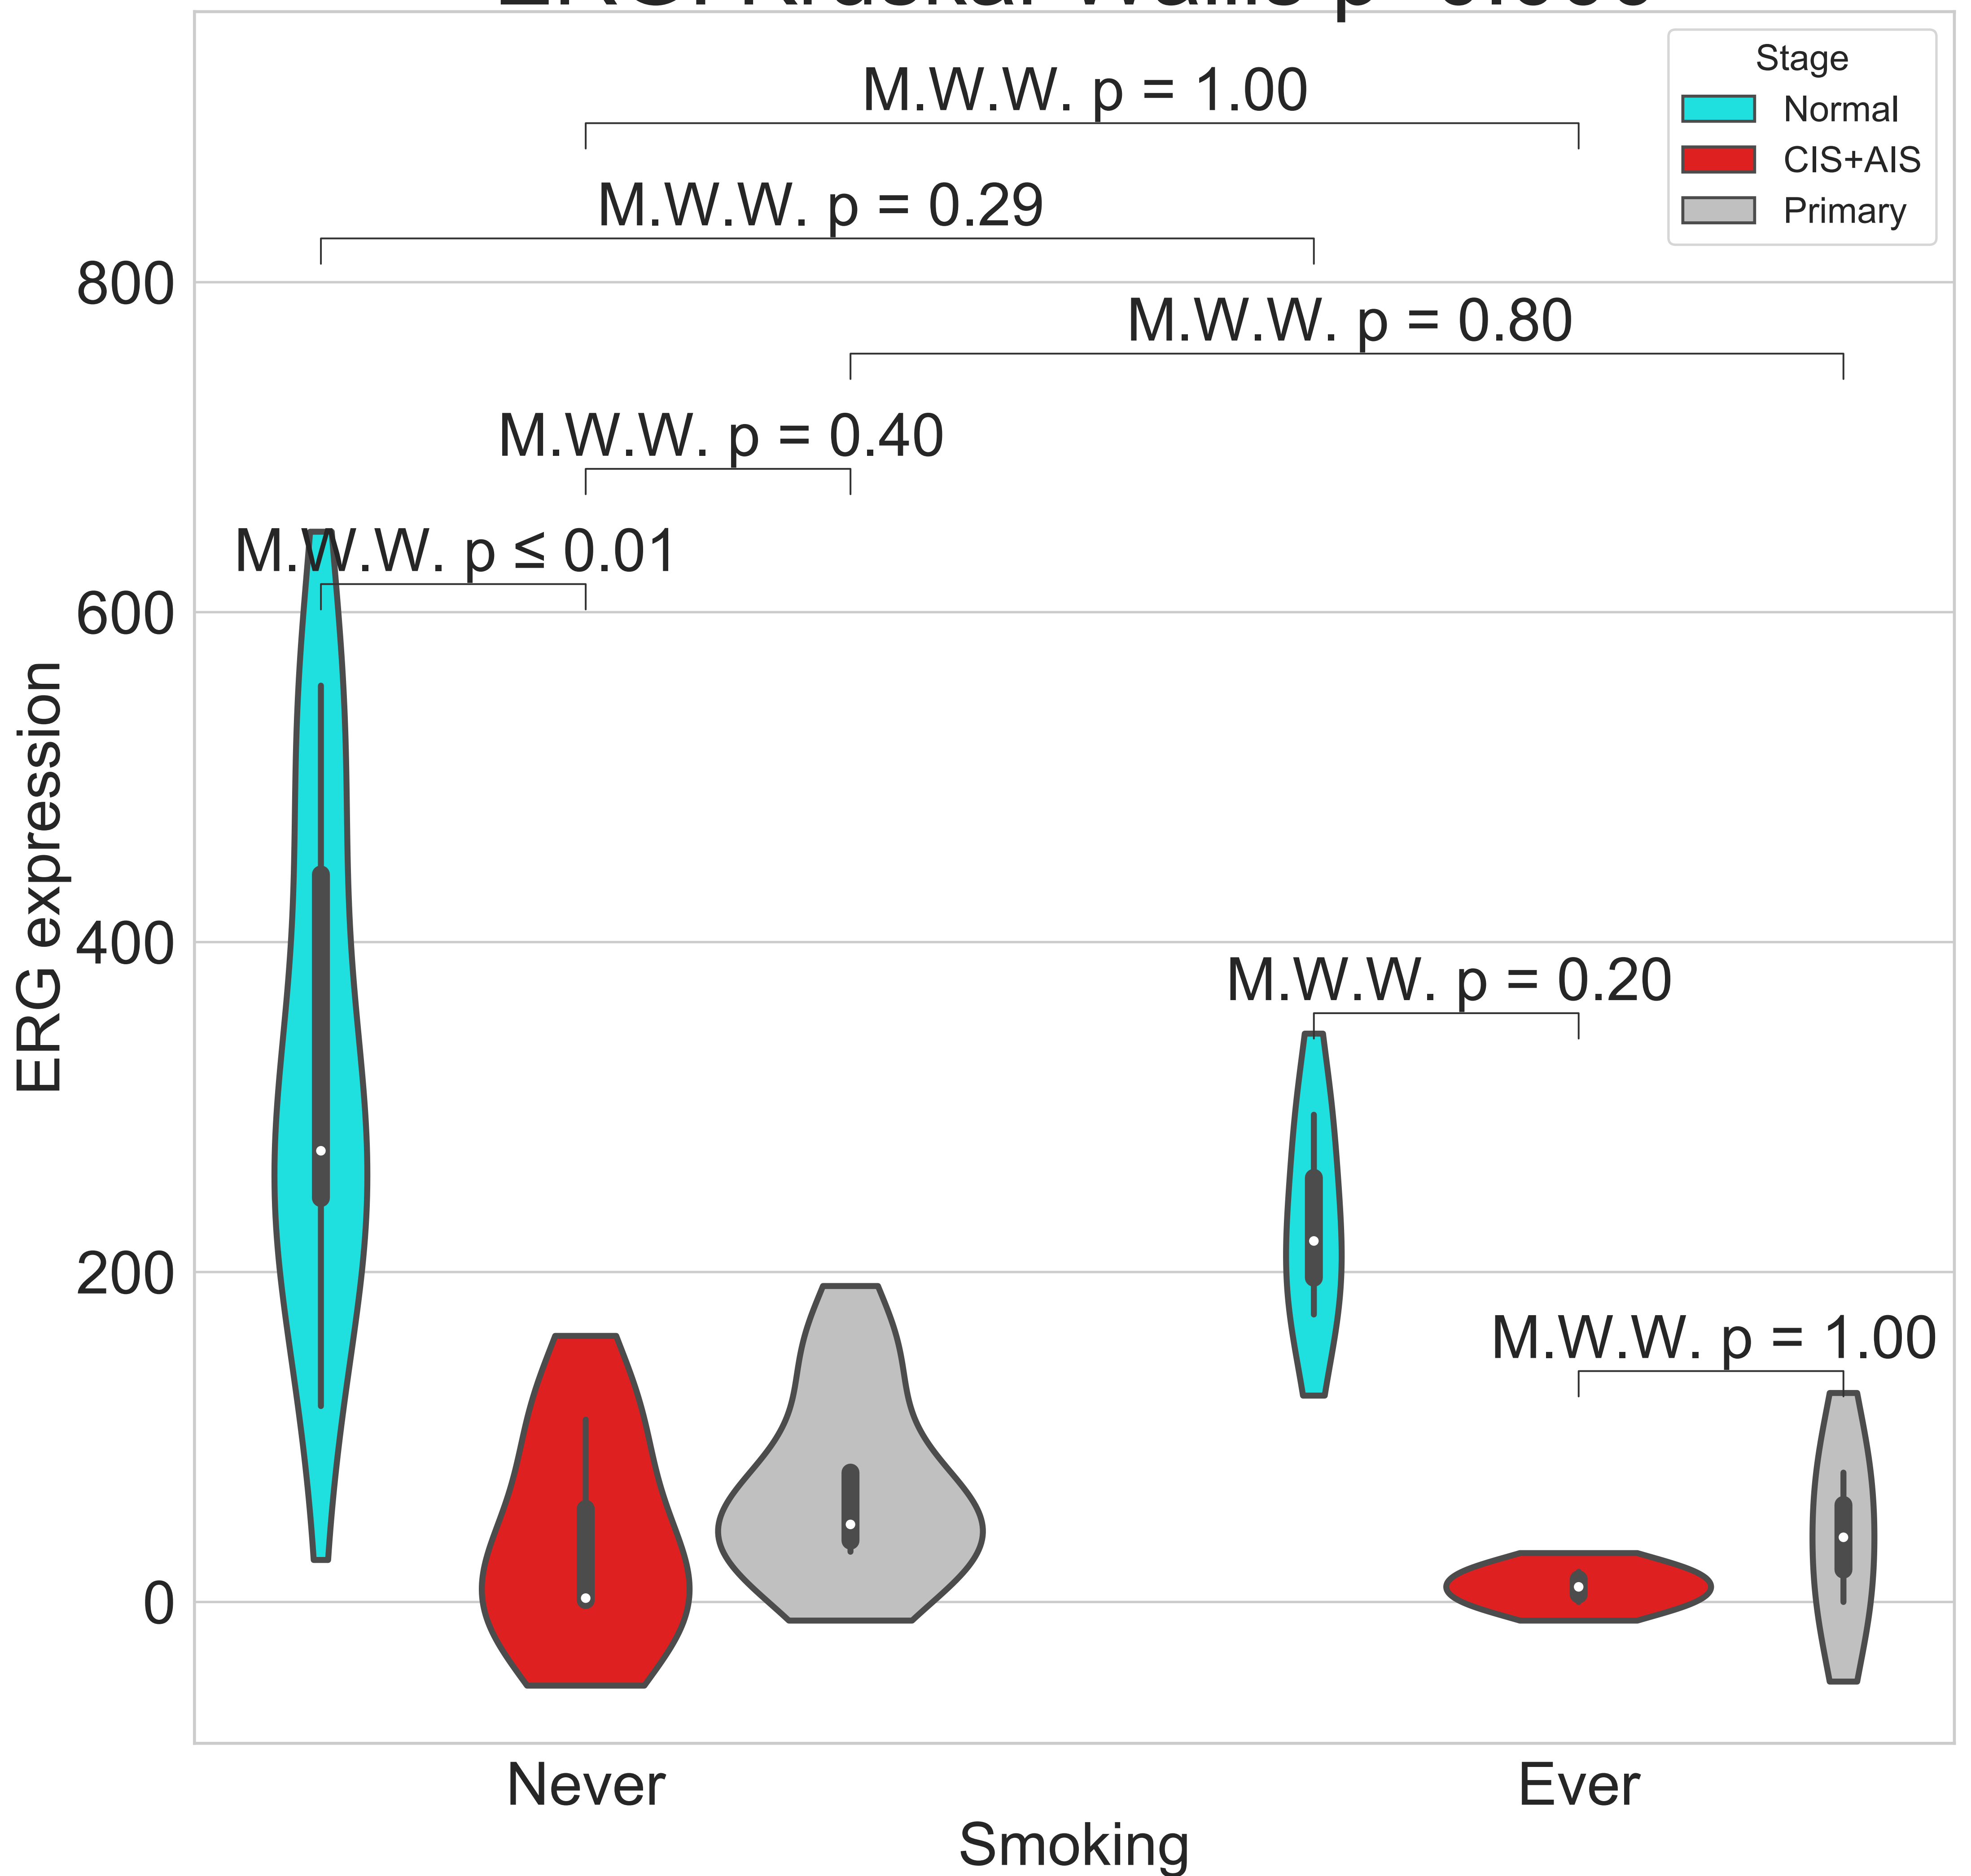 Stage
Normal
CIS+AIS
Primary
M.W.W. p = 1.00
M.W.W. p = 0.29
M.W.W. p = 0.80
M.W.W. p = 0.40
M.W.W. p ≤ 0.01
M.W.W. p = 0.20
M.W.W. p = 1.00
800
600
400
200
0
ERG expression
Never
Ever
Smoking